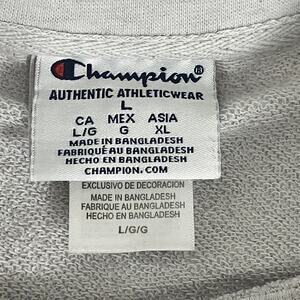 Champion
AUTHENTIC ATHLETICWEAR
L
CA MEX ASIA
L/G G XL
MADE IN BANGLADESH
FABRIQUÉ AU BANGLADESH
HECHO EN BANGLADESH
CHAMPION.COM
EXCLUSIVO DE DECORACION
MADE IN BANGLADESH
FABRIQUE AU BANGLADESH
HECHO EN BANGLADESH
L/G/G